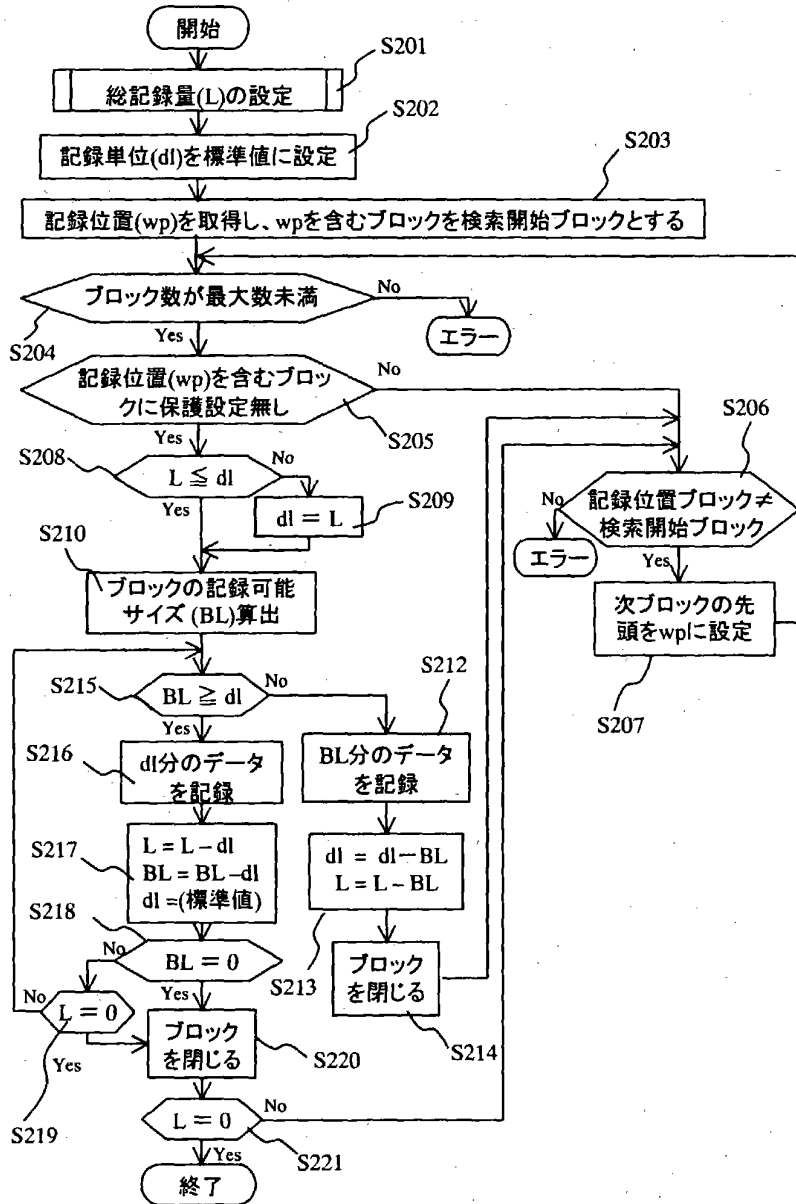 開始
S201
総記録量(L)の設定
S202
記録単位(dl)を標準値に設定
S203
記録位置(wp)を取得し、wpを含むブロックを検索開始ブロックとする
ブロック数が最大数未満
No
エラー
S204
Yes
記録位置(wp)を含むブロッ
クに保護設定無し
No
S205
Yes
S206
記録位置ブロック≠
検索開始ブロック
No
エラー
Yes
次ブロックの先
頭をwpに設定
S207
S208
L ≦ dl
No
Yes
S209
dl = L
S210
ブロックの記録可能
サイズ (BL)算出
S215
BL ≧ dl
No
Yes
S212
BL分のデータ
を記録
S216
dl分のデータ
を記録
S217
L = L－dl
BL = BL－dl
dl =(標準値)
dl = dl－BL
L = L－BL
S213
S218
BL = 0
No
Yes
ブロック
を閉じる
S214
No
L = 0
Yes
S219
ブロック
を閉じる
S220
L = 0
No
S221
Yes
終了